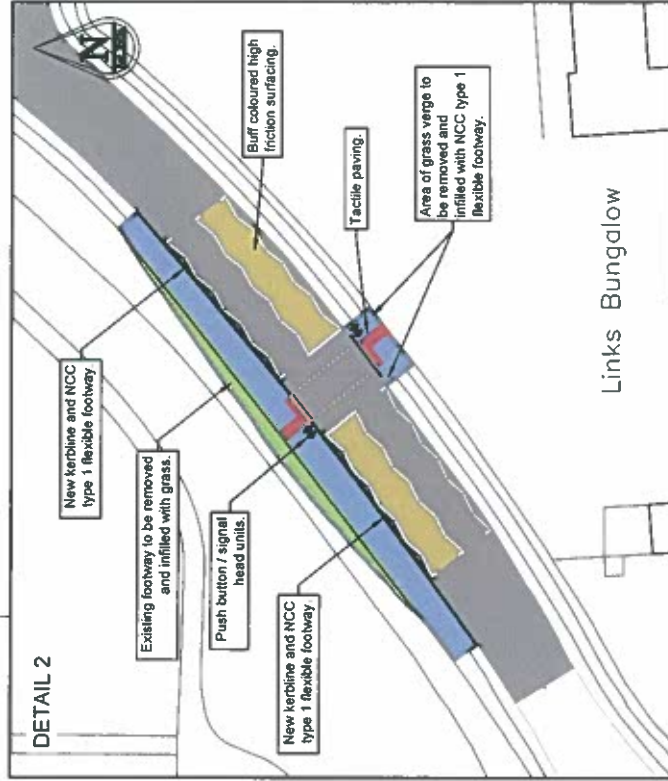 DETAIL 2
N
New kerbline and NCC
type 1 flexible footway.
Existing footway to be removed
and infilled with grass.
Push button / signal
head units.
New kerbline and NCC
type 1 flexible footway
Buff coloured high
friction surfacing.
Tactile paving.
Area of grass verge to
be removed and
infilled with NCC type 1
flexible footway.
Links Bungalow